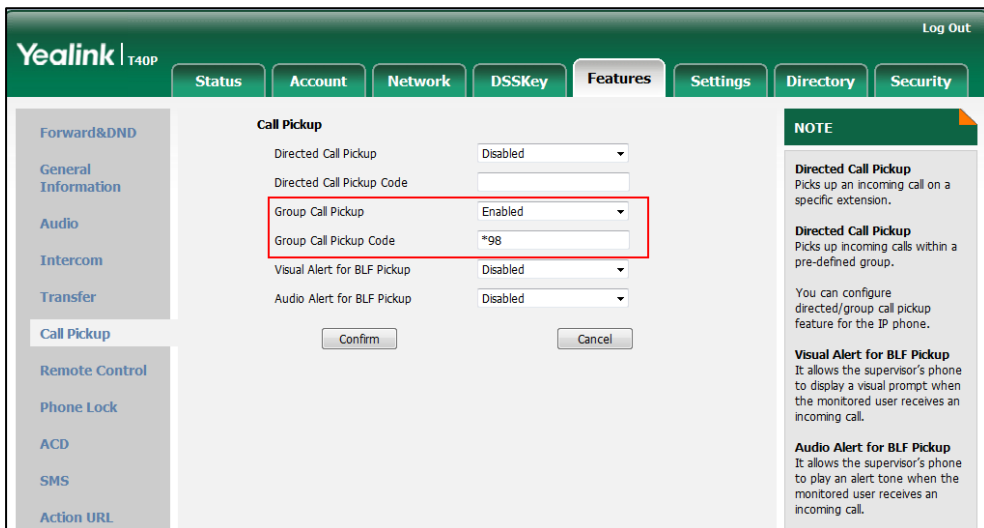 Log Out
Yealink T40P
Status Account Network DSSKey Features Settings Directory Security
Forward&DND
General
Information
Audio
Intercom
Transfer
Call Pickup
Remote Control
Phone Lock
ACD
SMS
Action URL
Call Pickup
Directed Call Pickup Disabled
Directed Call Pickup Code
Group Call Pickup Enabled
Group Call Pickup Code *98
Visual Alert for BLF Pickup Disabled
Audio Alert for BLF Pickup Disabled
Confirm Cancel
NOTE
Directed Call Pickup
Picks up an incoming call on a
specific extension.
Directed Call Pickup
Picks up incoming calls within a
pre-defined group.
You can configure
directed/group call pickup
feature for the IP phone.
Visual Alert for BLF Pickup
It allows the supervisor's phone
to display a visual prompt when
the monitored user receives an
incoming call.
Audio Alert for BLF Pickup
It allows the supervisor's phone
to play an alert tone when the
monitored user receives an
incoming call.